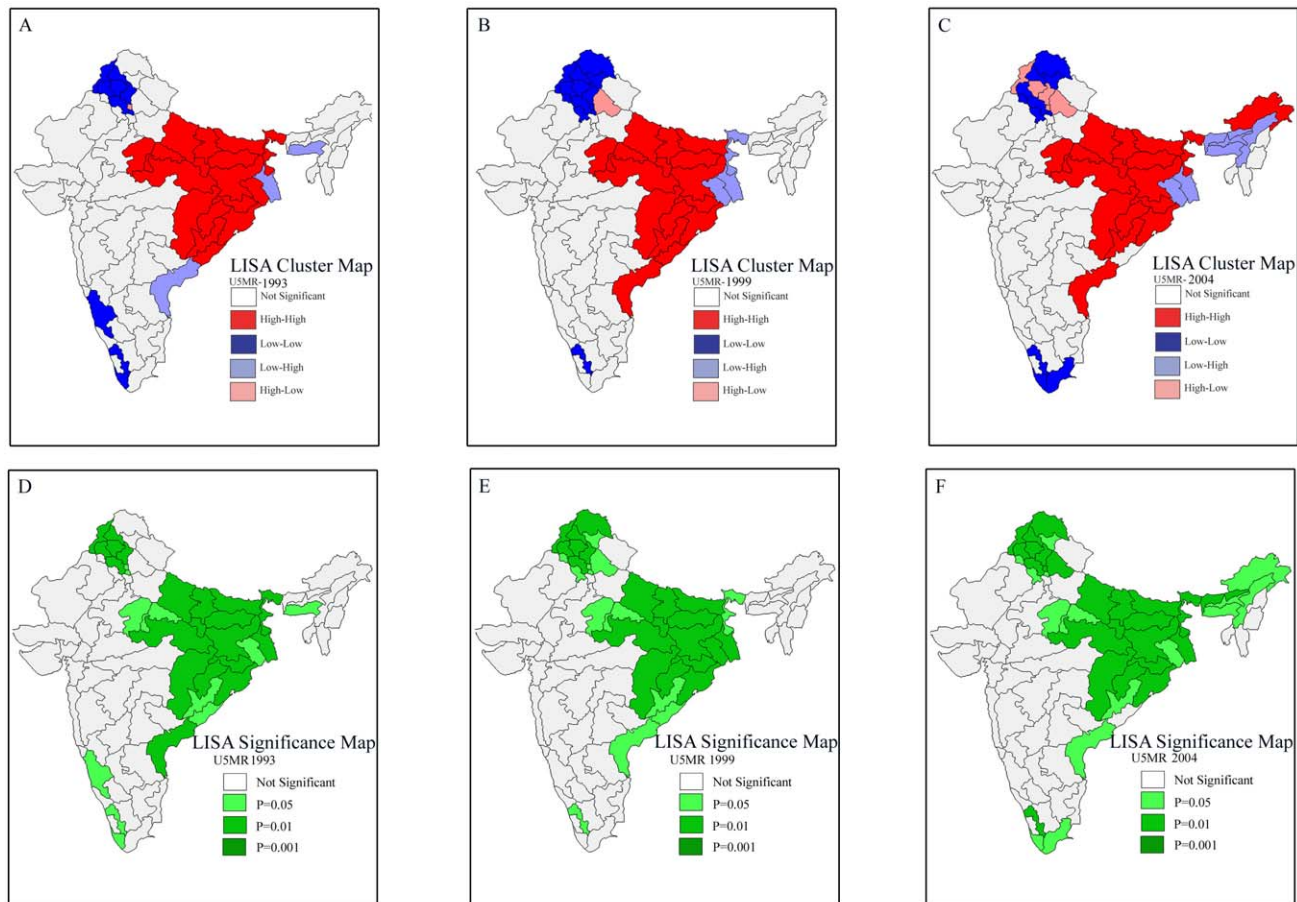 A
LISA Cluster Map
U5MR-1993
Not Significant
High-High
Low-Low
Low-High
High-Low
B
LISA Cluster Map
U5MR-1999
Not Significant
High-High
Low-Low
Low-High
High-Low
C
LISA Cluster Map
U5MR- 2004
Not Significant
High-High
Low-Low
Low-High
High-Low
D
LISA Significance Map
U5MR 1993
Not Significant
P=0.05
P=0.01
P=0.001
E
LISA Significance Map
U5MR 1999
Not Significant
P=0.05
P=0.01
P=0.001
F
LISA Significance Map
U5MR 2004
Not Significant
P=0.05
P=0.01
P=0.001